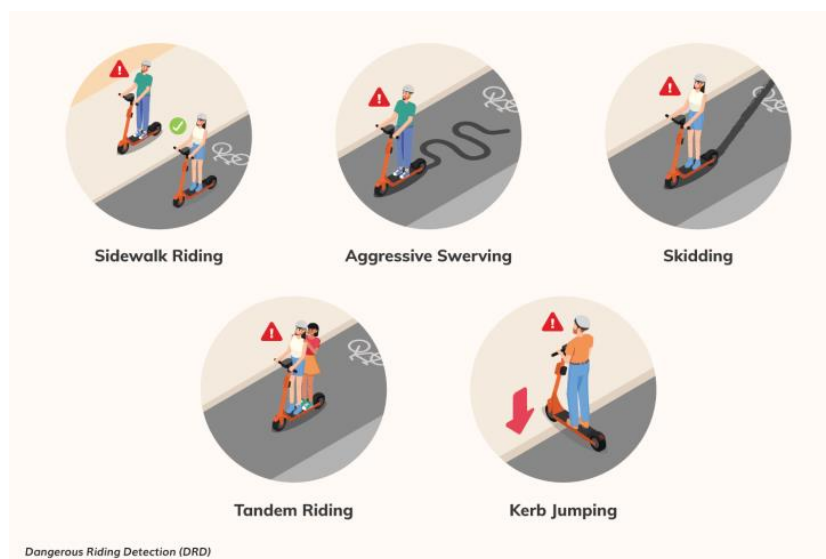 Sidewalk Riding
Aggressive Swerving
Skidding
Tandem Riding
Kerb Jumping
Dangerous Riding Detection (DRD)